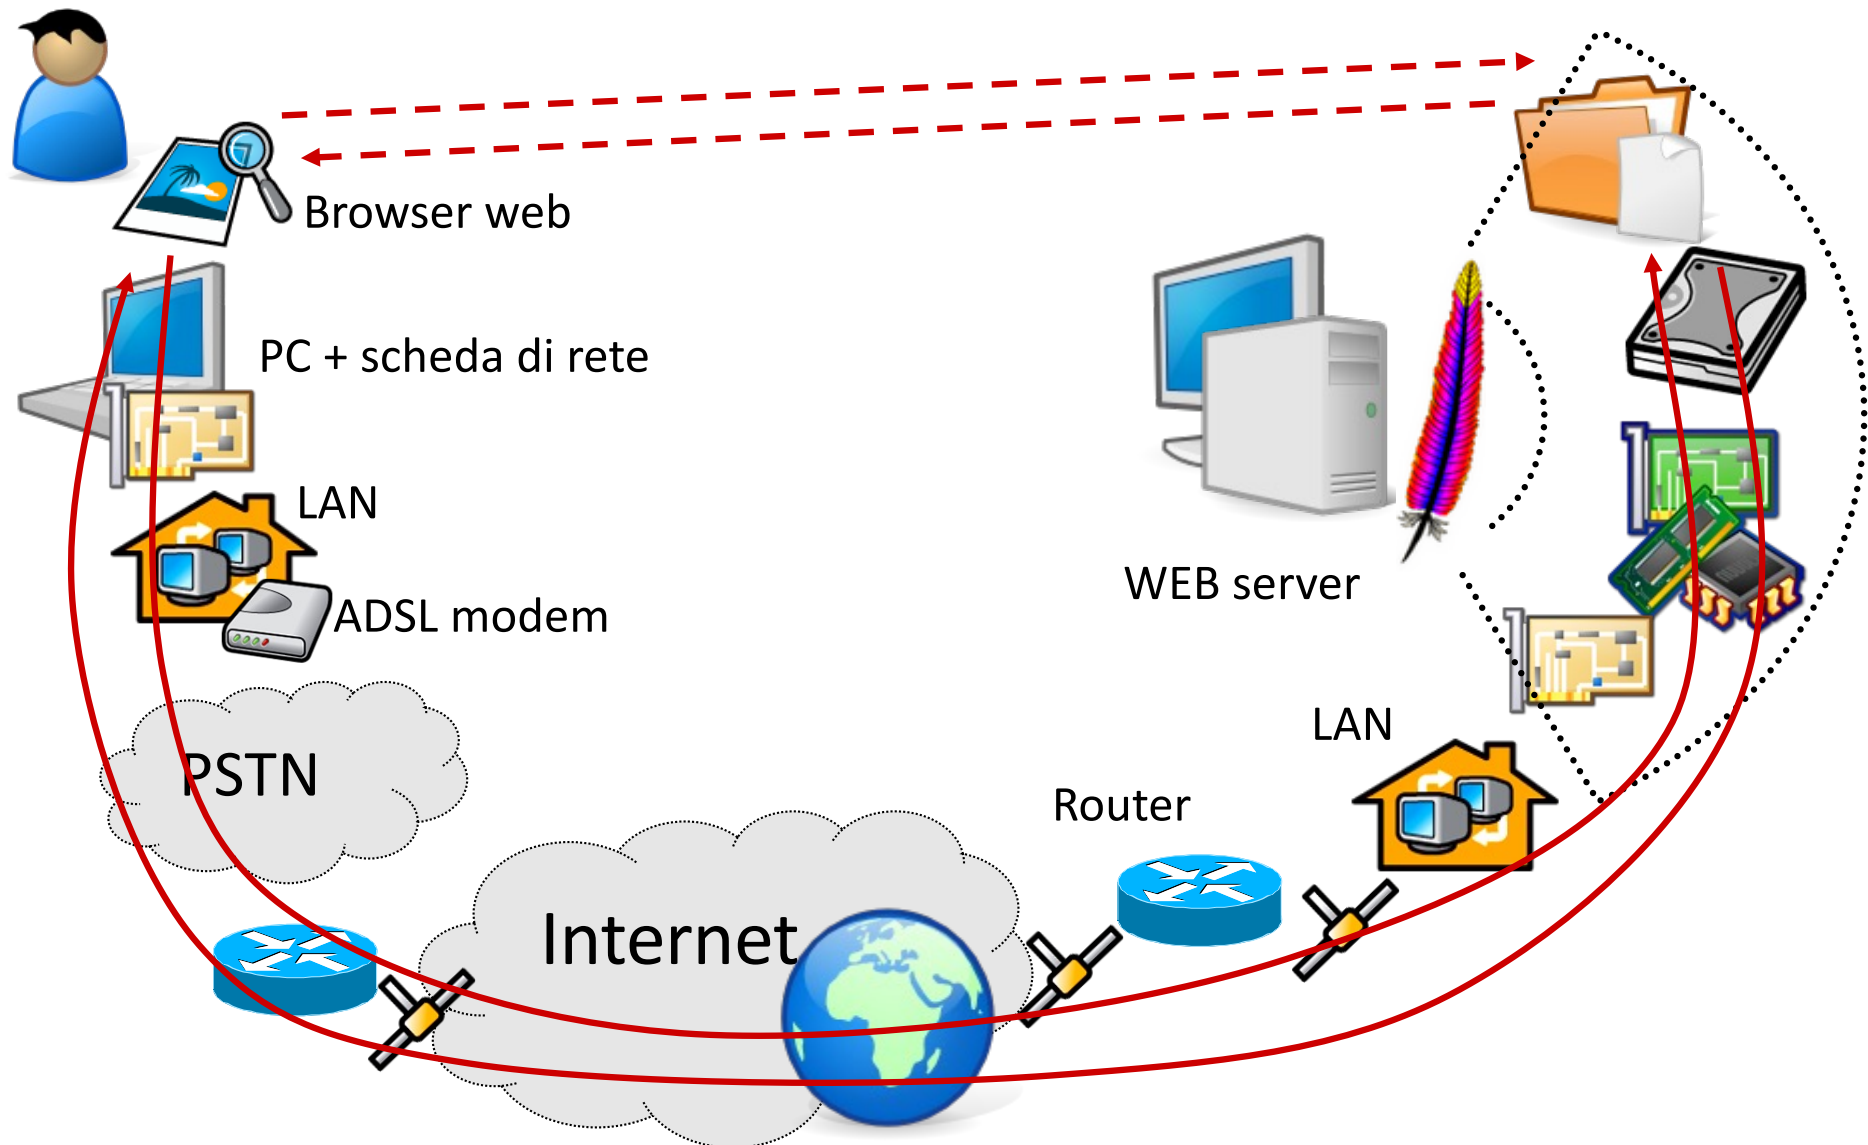 Browser web
PC + scheda di rete
LAN
ADSL modem
WEB server
PSTN
LAN
Router
Internet